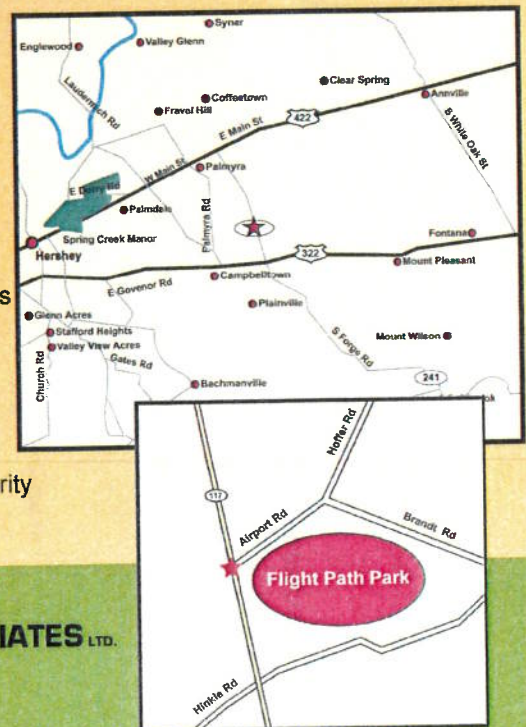 Syner
Englewood
Valley Glenn
Clear Spring
Coffeetown
Fravel Hill
Annville
Laudermilch Rd
422
E Main St
S White Oak St
W Main St
Palmyra
E Derry Rd
Palmdale
Palmyra Rd
Spring Creek Manor
Hershey
322
Fontana
Mount Pleasant
Campbelltown
E Govenor Rd
Plainville
Glenn Acres
Stafford Heights
Valley View Acres
Gates Rd
Church Rd
S Forge Rd
Mount Wilson
241
Bachmanville
s
rity
IATES LTD.
117
Hoffer Rd
Airport Rd
Brandt Rd
Flight Path Park
Hinkle Rd